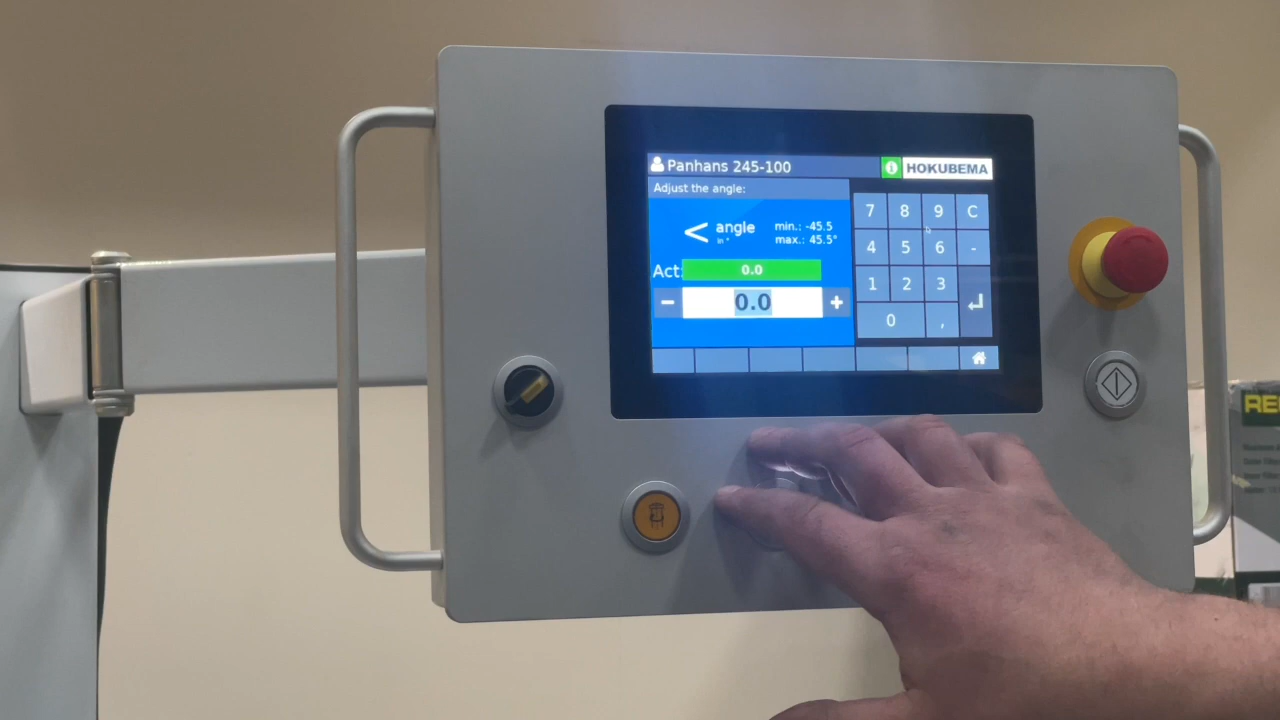 Panhans 245-100
HOKUBEMA
Adjust the angle:
< angle
in °
min.: -45.5
max.: 45.5°
Act:
0.0
− 0.0 +
7 8 9 C
4 5 6 -
1 2 3
0 ,
RE